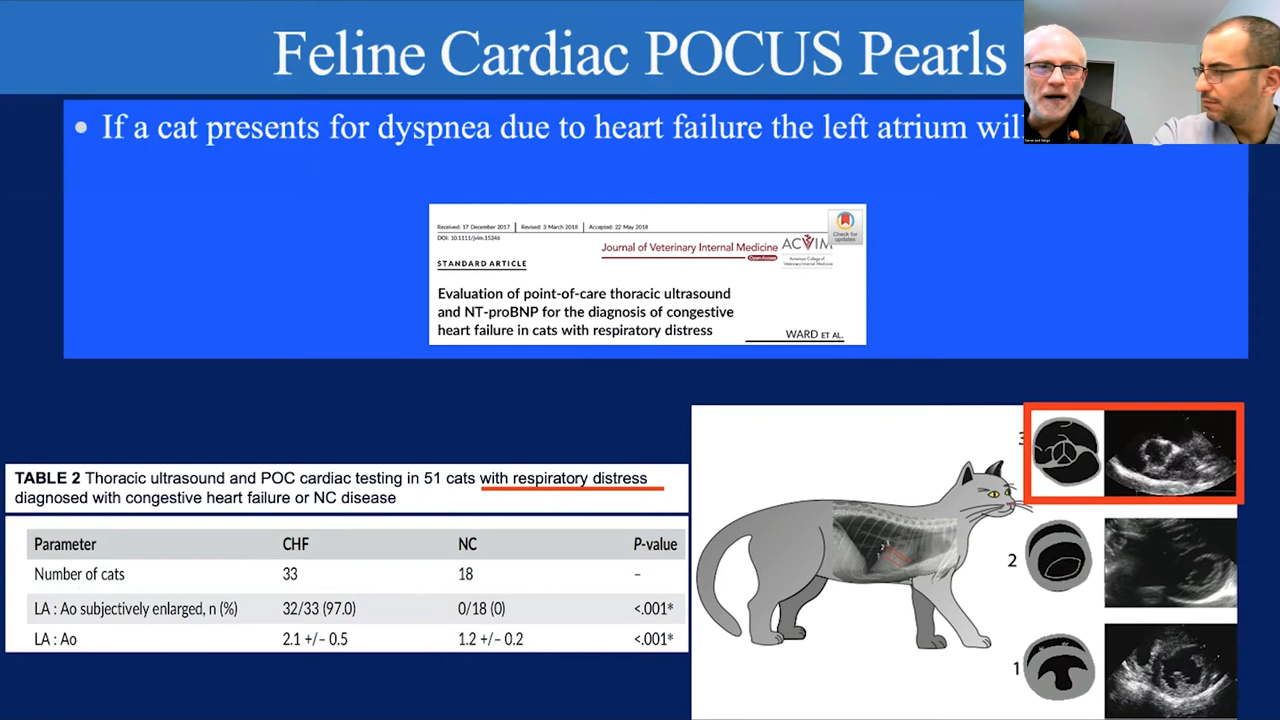 Feline Cardiac POCUS Pearls
• If a cat presents for dyspnea due to heart failure the left atrium wil
Received: 17 December 2017 | Revised: 3 March 2018 | Accepted: 22 May 2018
DOI: 10.1111/jvim.15246
Check for
updates
Journal of Veterinary Internal Medicine
Open Access
ACVIM
American College of
Veterinary Internal Medicine
STANDARD ARTICLE
Evaluation of point-of-care thoracic ultrasound
and NT-proBNP for the diagnosis of congestive
heart failure in cats with respiratory distress
WARD ET AL.
TABLE 2 Thoracic ultrasound and POC cardiac testing in 51 cats with respiratory distress
diagnosed with congestive heart failure or NC disease
Parameter CHF NC P-value
Number of cats 33 18 –
LA : Ao subjectively enlarged, n (%) 32/33 (97.0) 0/18 (0) <.001*
LA : Ao 2.1 +/– 0.5 1.2 +/– 0.2 <.001*
3
2
1